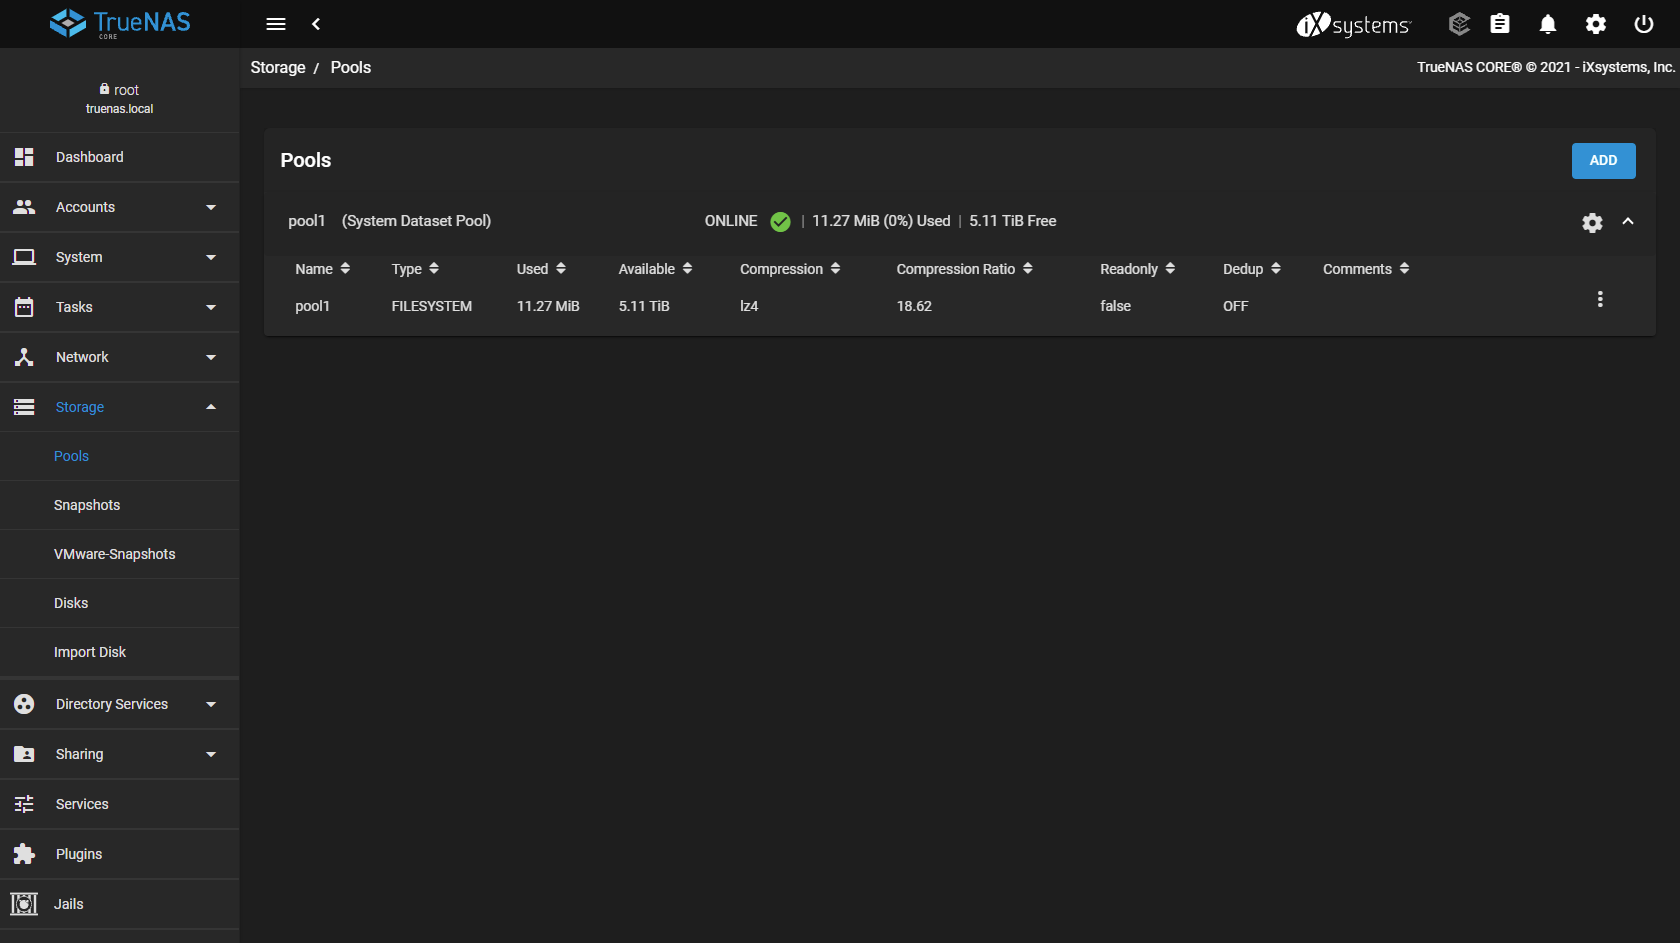 TrueNAS
CORE
iXsystems
Storage / Pools
TrueNAS CORE® © 2021 - iXsystems, Inc.
root
truenas.local
Dashboard
Accounts
System
Tasks
Network
Storage
Pools
Snapshots
VMware-Snapshots
Disks
Import Disk
Directory Services
Sharing
Services
Plugins
Jails
Pools
ADD
pool1 (System Dataset Pool) ONLINE | 11.27 MiB (0%) Used | 5.11 TiB Free
Name Type Used Available Compression Compression Ratio Readonly Dedup Comments
pool1 FILESYSTEM 11.27 MiB 5.11 TiB lz4 18.62 false OFF